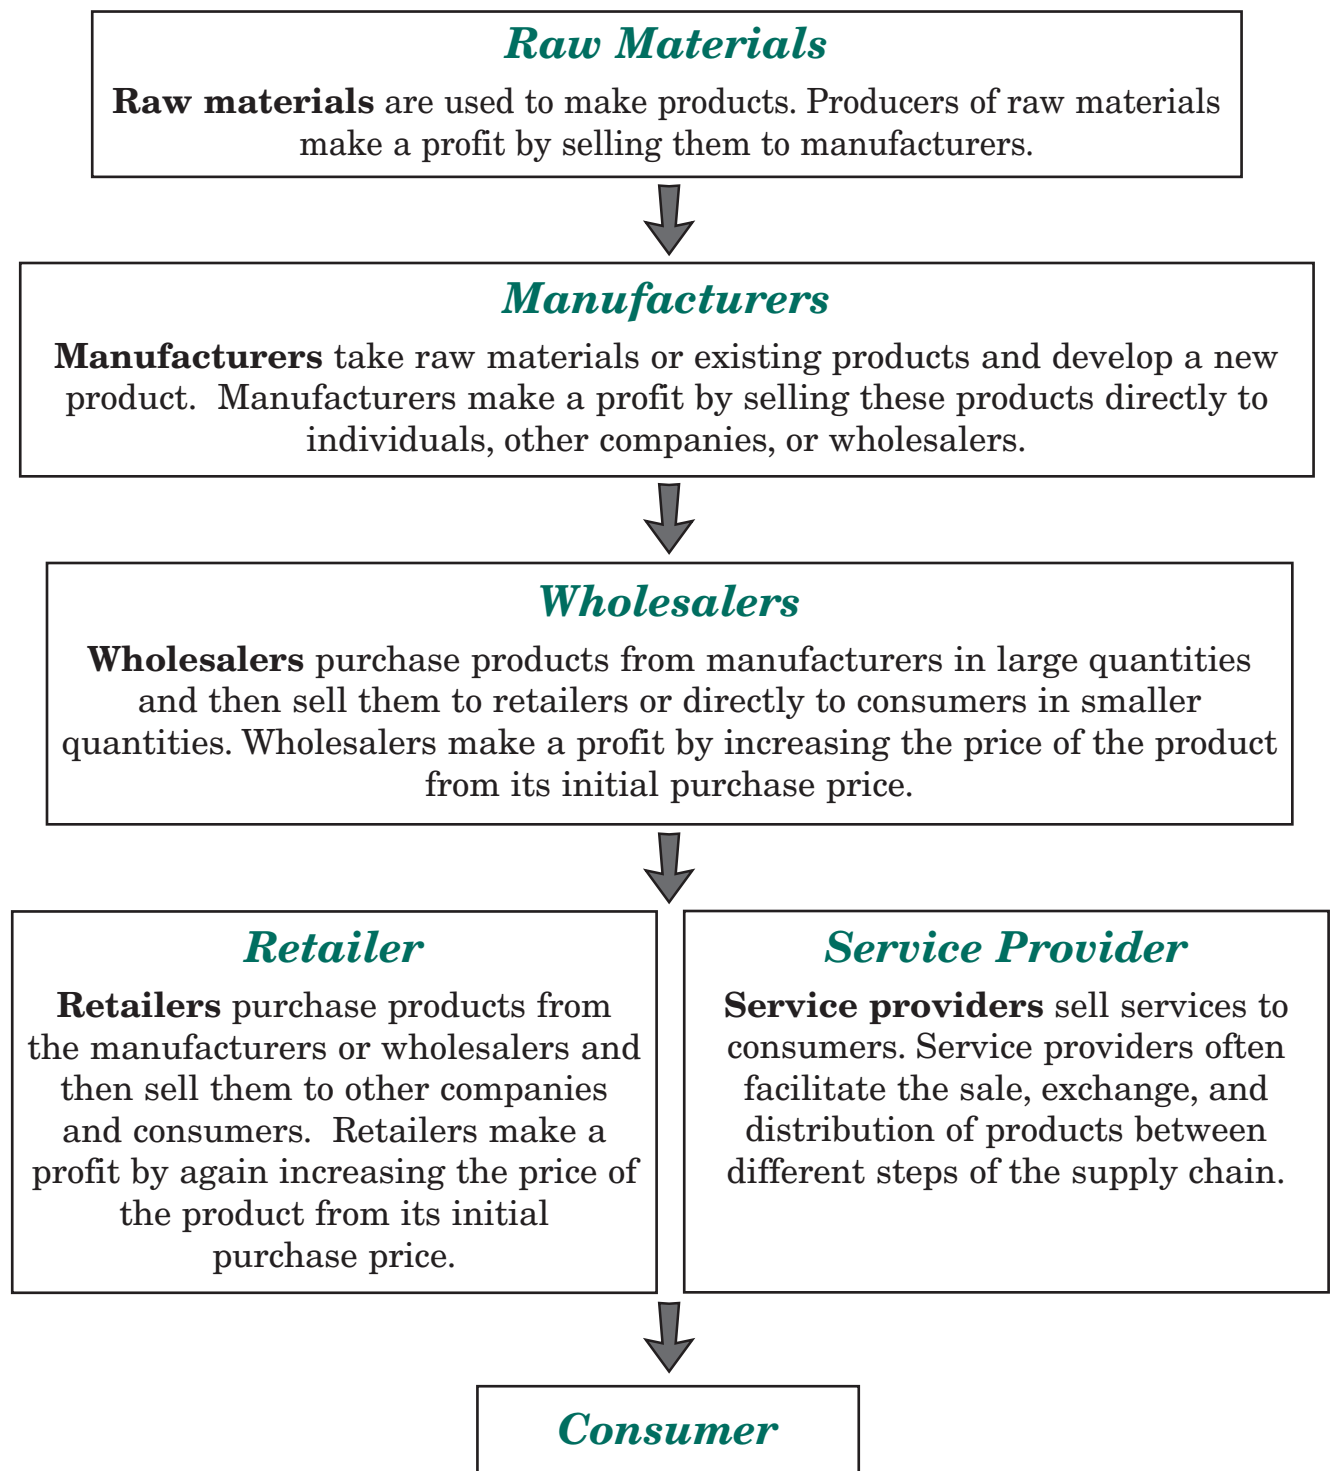 Raw Materials
Raw materials are used to make products. Producers of raw materials
make a profit by selling them to manufacturers.
Manufacturers
Manufacturers take raw materials or existing products and develop a new
product.  Manufacturers make a profit by selling these products directly to
individuals, other companies, or wholesalers.
Wholesalers
Wholesalers purchase products from manufacturers in large quantities
and then sell them to retailers or directly to consumers in smaller
quantities. Wholesalers make a profit by increasing the price of the product
from its initial purchase price.
Retailer
Retailers purchase products from
the manufacturers or wholesalers and
then sell them to other companies
and consumers.  Retailers make a
profit by again increasing the price of
the product from its initial
purchase price.
Service Provider
Service providers sell services to
consumers. Service providers often
facilitate the sale, exchange, and
distribution of products between
different steps of the supply chain.
Consumer